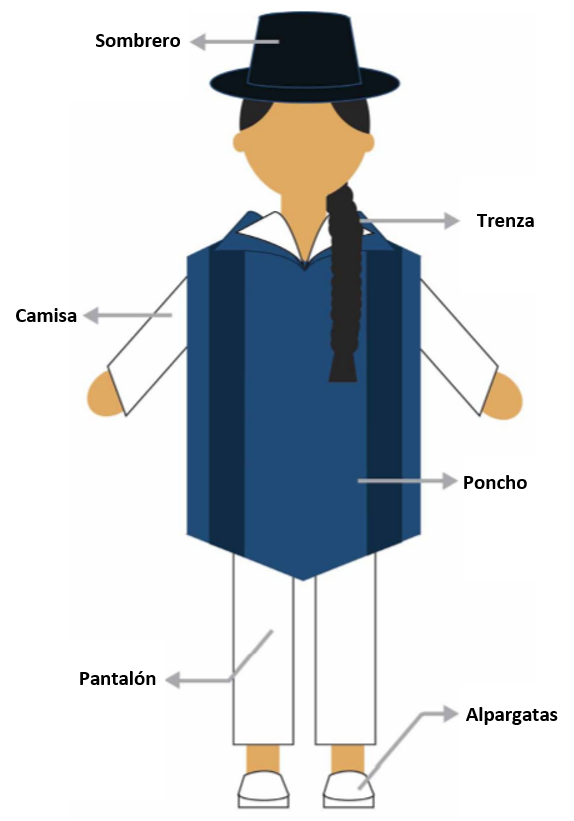 Sombrero
Trenza
Camisa
Poncho
Pantalón
Alpargatas